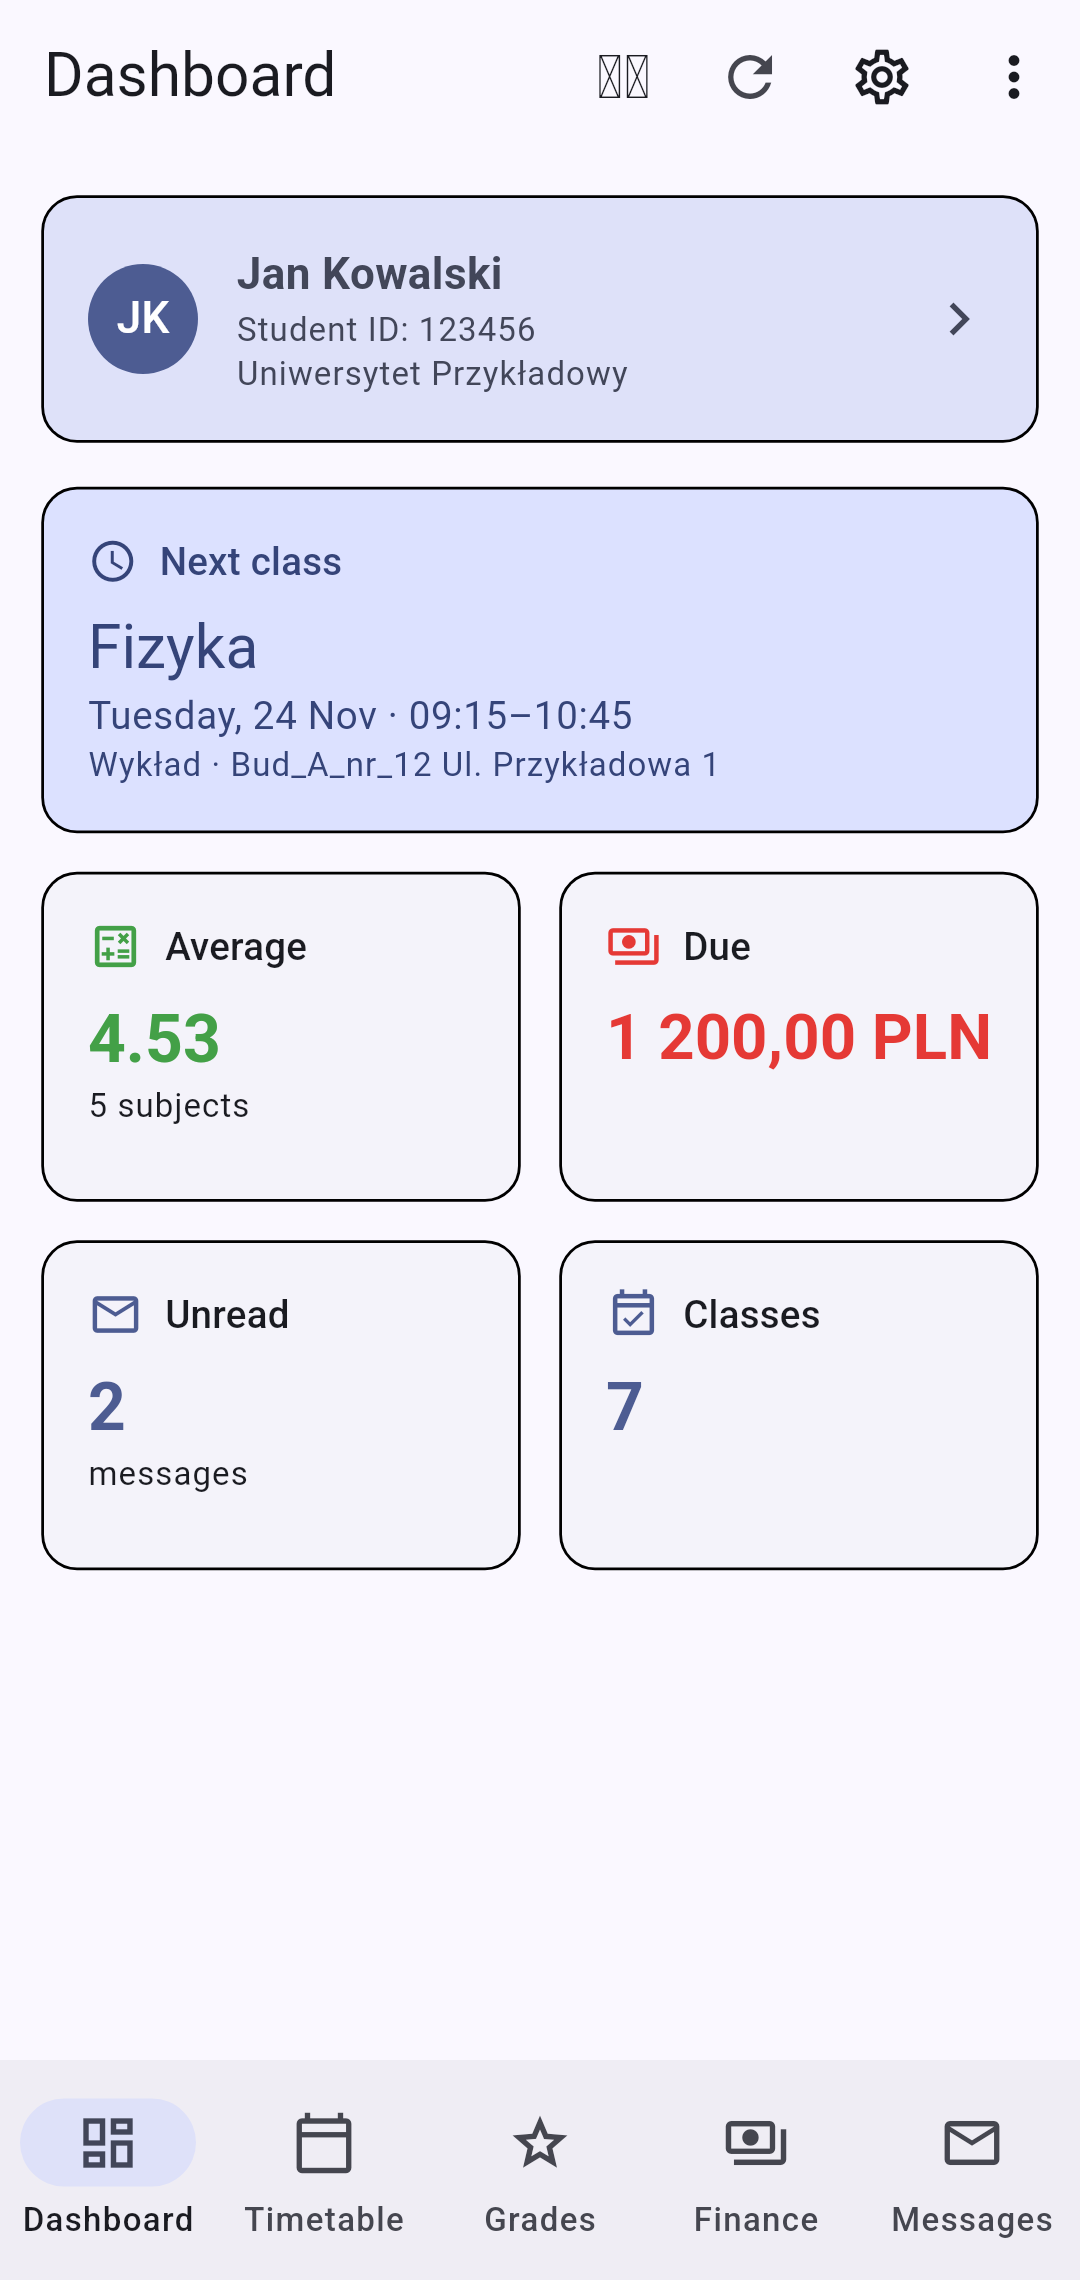 Dashboard
JK
Jan Kowalski
Student ID: 123456
Uniwersytet Przykładowy
Next class
Fizyka
Tuesday, 24 Nov · 09:15–10:45
Wykład · Bud_A_nr_12 Ul. Przykładowa 1
Average
4.53
5 subjects
Due
1 200,00 PLN
Unread
2
messages
Classes
7
Dashboard
Timetable
Grades
Finance
Messages